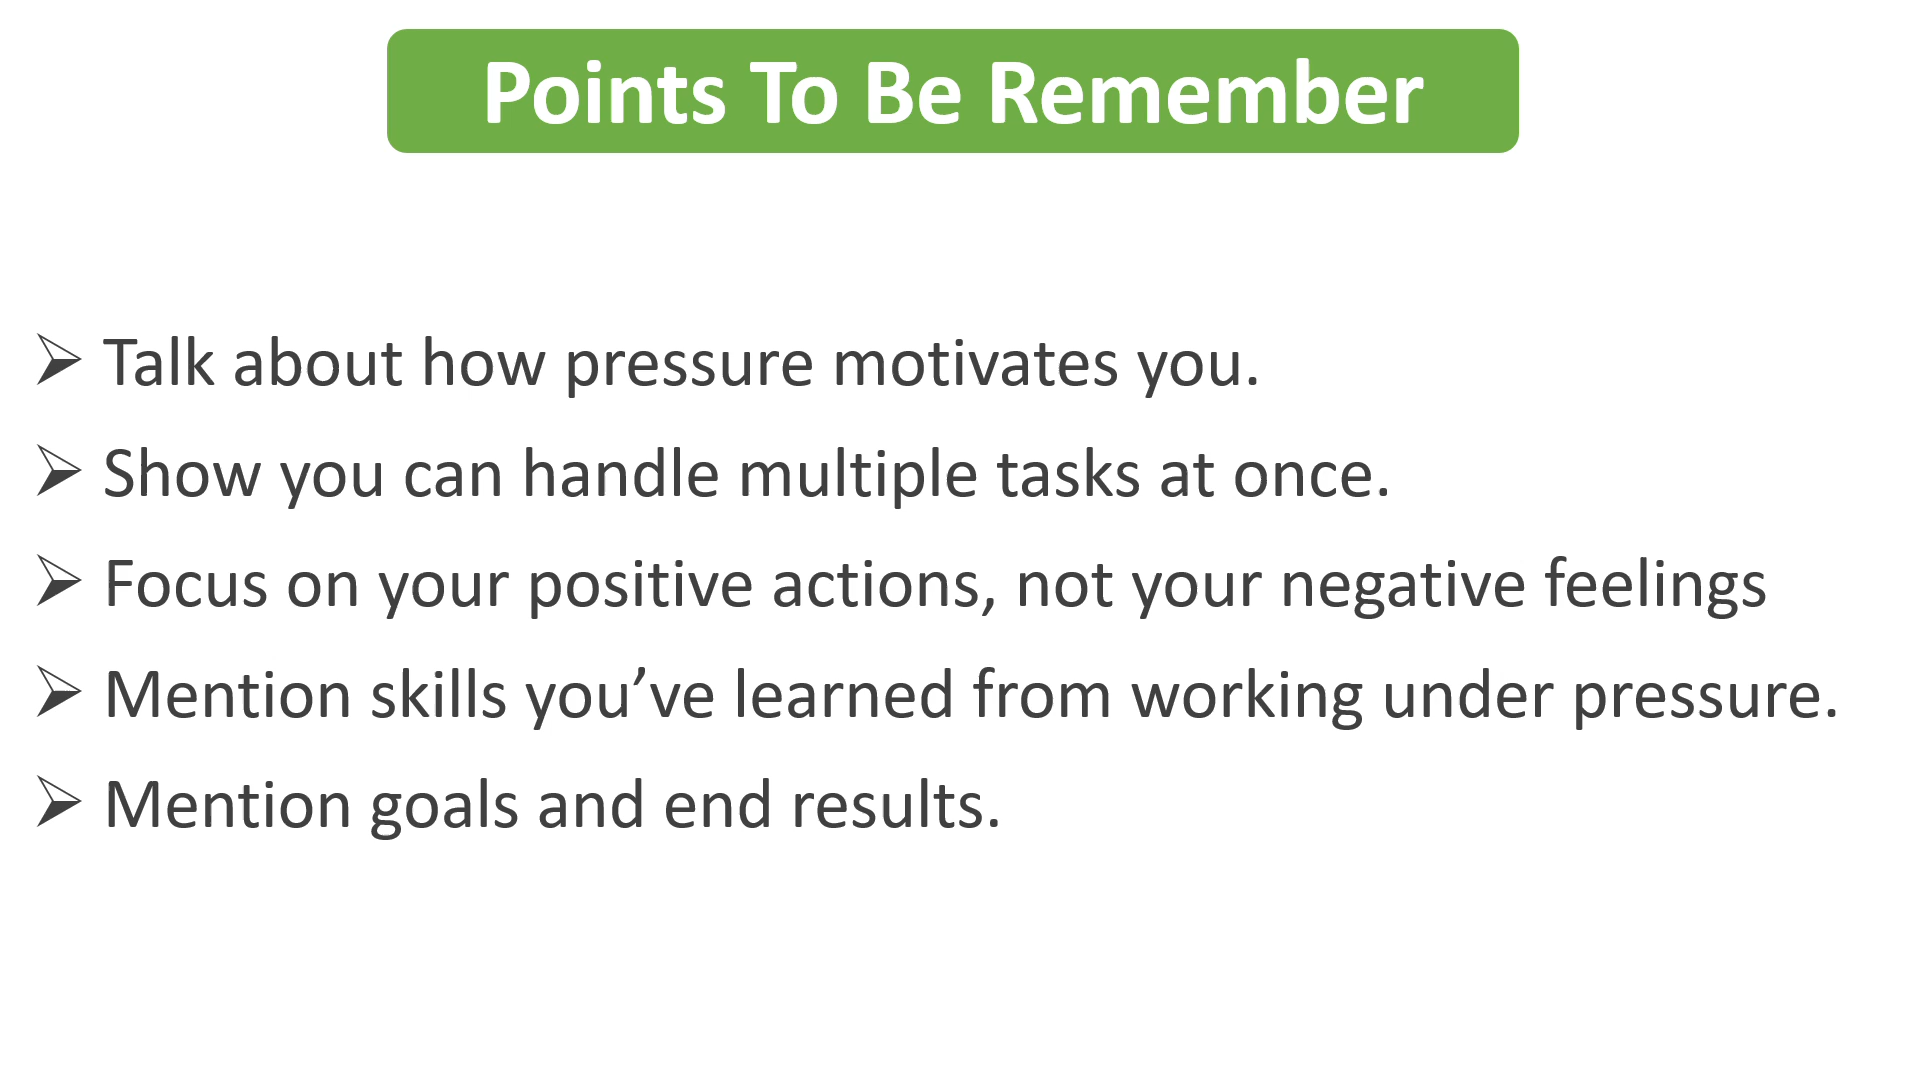 Points To Be Remember
➢ Talk about how pressure motivates you.
➢ Show you can handle multiple tasks at once.
➢ Focus on your positive actions, not your negative feelings
➢ Mention skills you’ve learned from working under pressure.
➢ Mention goals and end results.